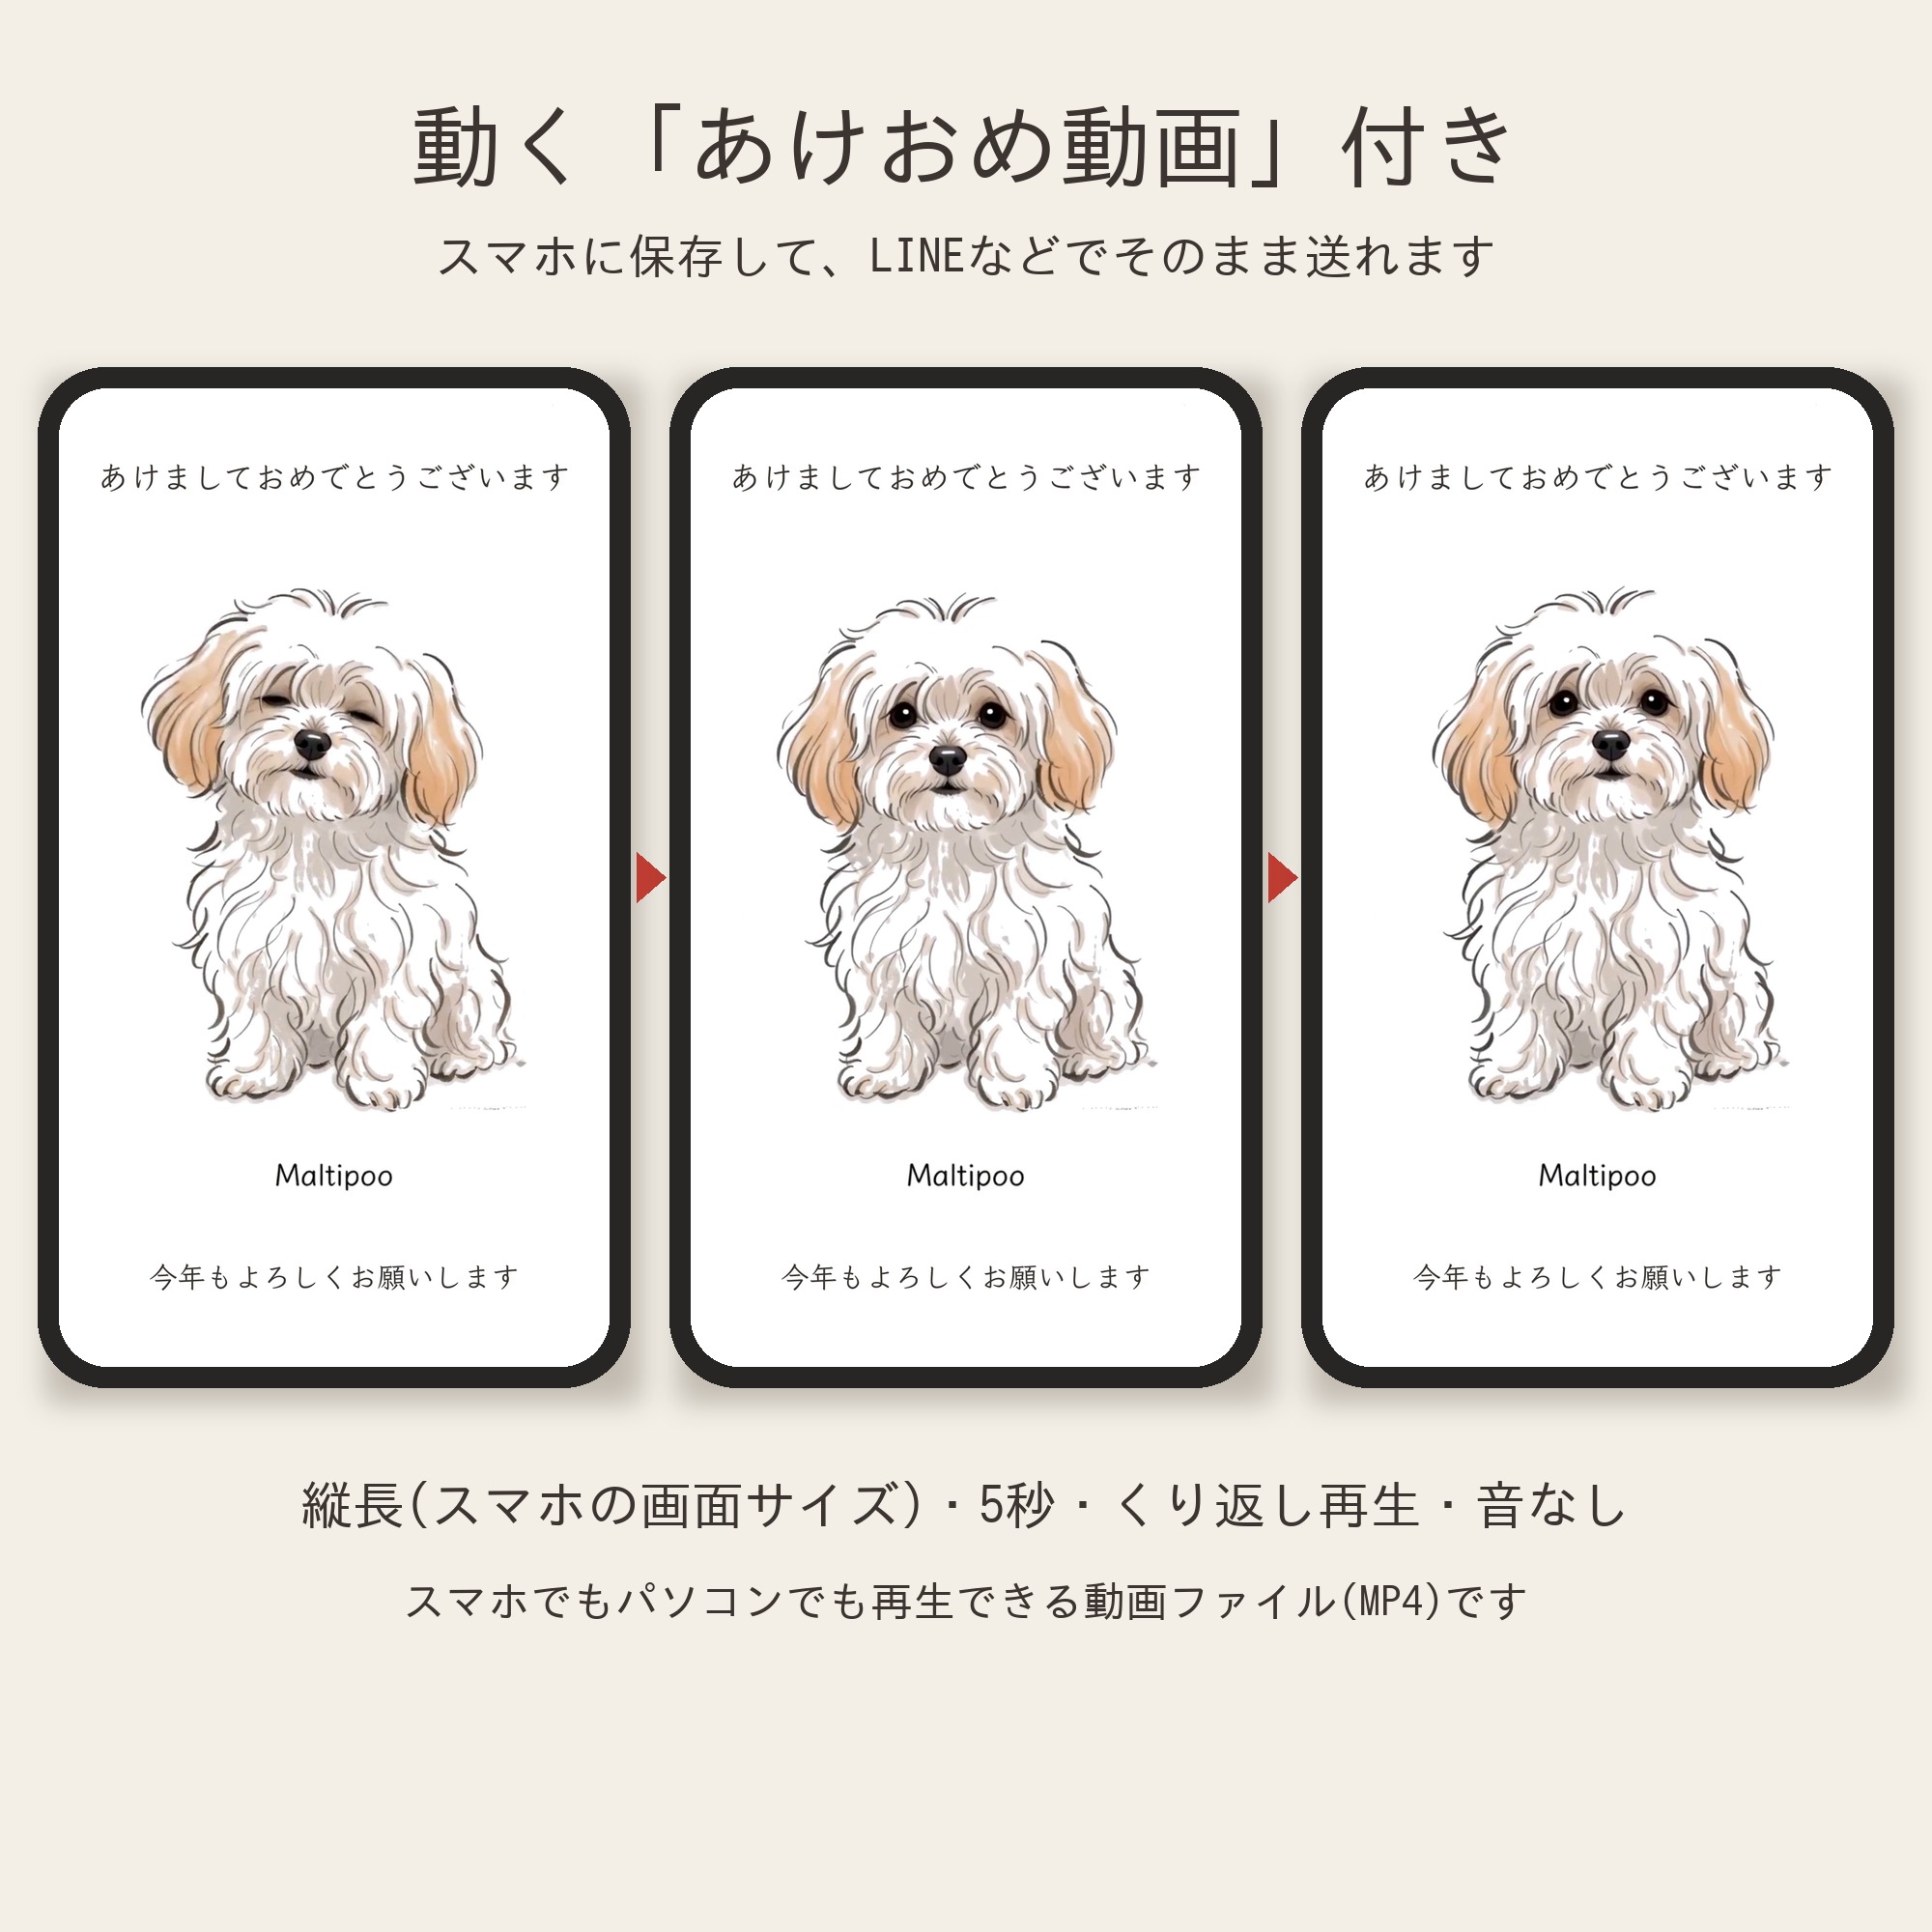 動く「あけおめ動画」付き
スマホに保存して、LINEなどでそのまま送れます
あけましておめでとうございます
Maltipoo
今年もよろしくお願いします
あけましておめでとうございます
Maltipoo
今年もよろしくお願いします
あけましておめでとうございます
Maltipoo
今年もよろしくお願いします
縦長(スマホの画面サイズ)・5秒・くり返し再生・音なし
スマホでもパソコンでも再生できる動画ファイル(MP4)です